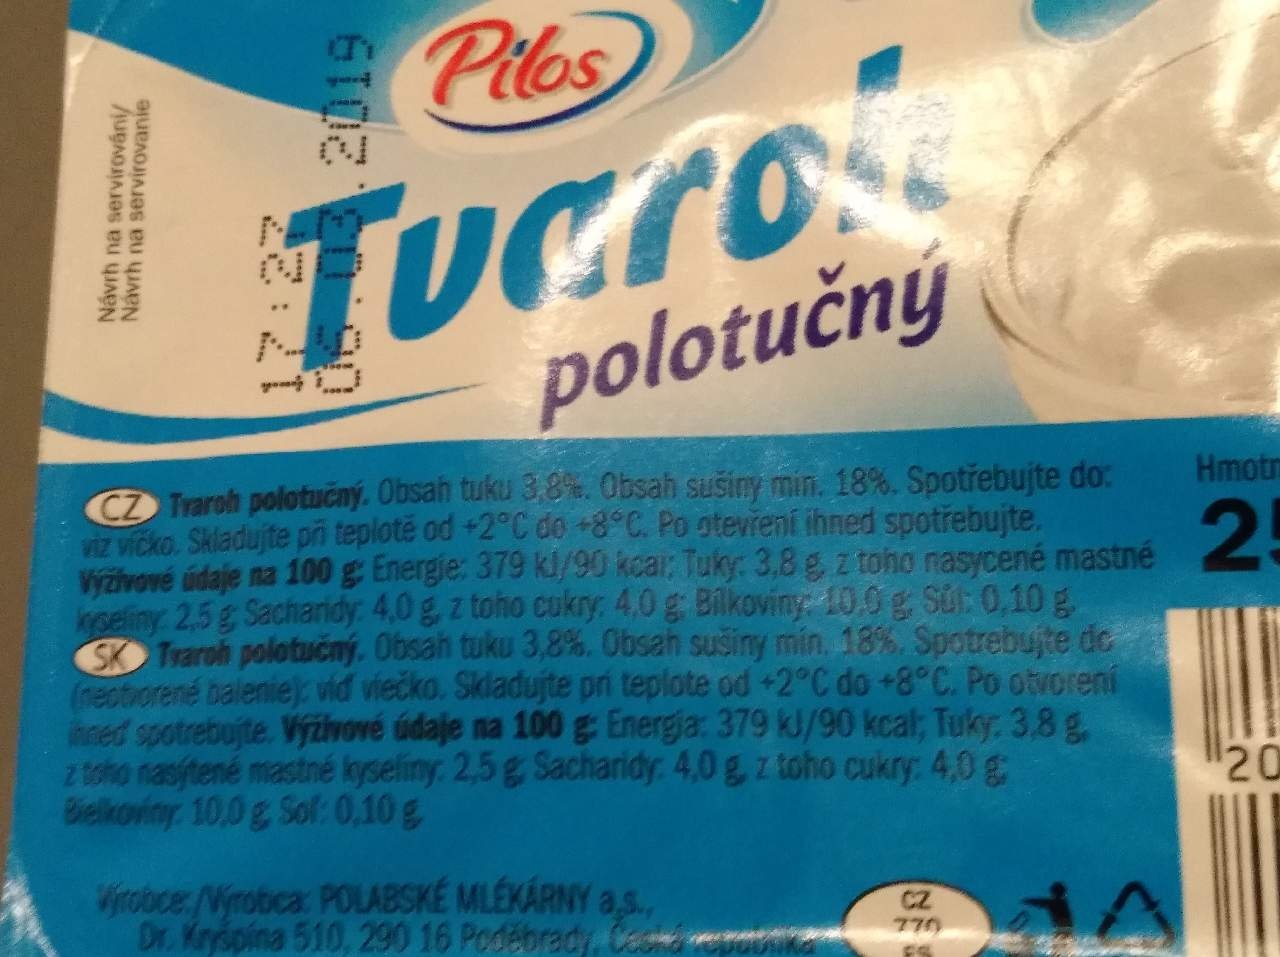 Pilos
Tvaroh
polotučný
Návrh na servírování/
Návrh na servírovanie
17:27
06.03.2019
CZ Tvaroh polotučný. Obsah tuku 3,8%. Obsah sušiny min. 18%. Spotřebujte do:
viz víčko. Skladujte při teplotě od +2°C do +8°C. Po otevření ihned spotřebujte.
Výživové údaje na 100 g: Energie: 379 kJ/90 kcal; Tuky: 3,8 g, z toho nasycené mastné
kyseliny: 2,5 g; Sacharidy: 4,0 g, z toho cukry: 4,0 g; Bílkoviny: 10,0 g; Sůl: 0,10 g.
SK Tvaroh polotučný. Obsah tuku 3,8%. Obsah sušiny min. 18%. Spotrebujte do
(neotvorené balenie): viď viečko. Skladujte pri teplote od +2°C do +8°C. Po otvorení
ihneď spotrebujte. Výživové údaje na 100 g: Energia: 379 kJ/90 kcal; Tuky: 3,8 g,
z toho nasýtené mastné kyseliny: 2,5 g; Sacharidy: 4,0 g, z toho cukry: 4,0 g;
Bielkoviny: 10,0 g; Soľ: 0,10 g.
Výrobce:/Výrobca: POLABSKÉ MLÉKÁRNY a.s.,
Dr. Kryspina 510, 290 16 Poděbrady, Česká republika
CZ
770
ES
Hmotn
25
20